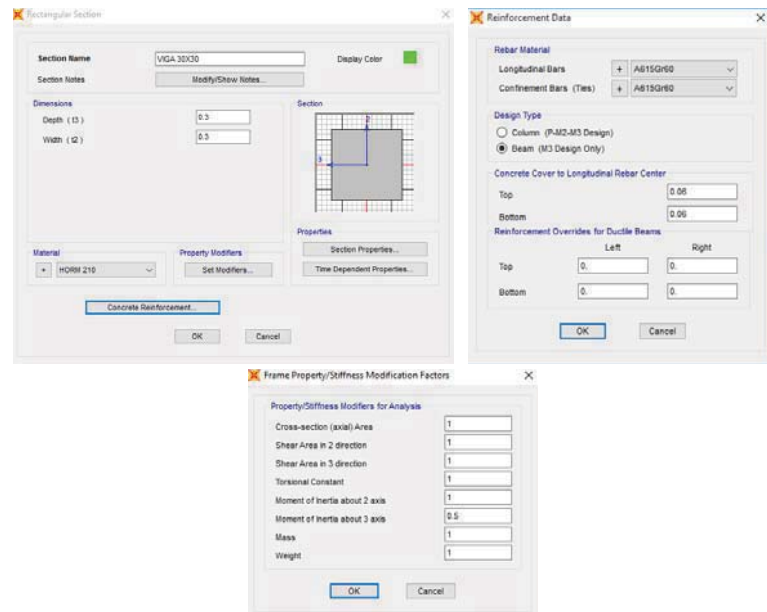 Rectangular Section
Section Name VIGA 30X30 Display Color
Section Notes Modify/Show Notes...
Dimensions
Depth ( t3 ) 0.3
Width ( t2 ) 0.3
Section
2
3
Properties
Section Properties...
Time Dependent Properties...
Material
+ HORM 210
Property Modifiers
Set Modifiers...
Concrete Reinforcement...
OK Cancel
Reinforcement Data
Rebar Material
Longitudinal Bars + A615Gr60
Confinement Bars (Ties) + A615Gr60
Design Type
Column (P-M2-M3 Design)
Beam (M3 Design Only)
Concrete Cover to Longitudinal Rebar Center
Top 0.06
Bottom 0.06
Reinforcement Overrides for Ductile Beams
Left Right
Top 0. 0.
Bottom 0. 0.
OK Cancel
Frame Property/Stiffness Modification Factors
Property/Stiffness Modifiers for Analysis
Cross-section (axial) Area 1
Shear Area in 2 direction 1
Shear Area in 3 direction 1
Torsional Constant 1
Moment of Inertia about 2 axis 1
Moment of Inertia about 3 axis 0.5
Mass 1
Weight 1
OK Cancel